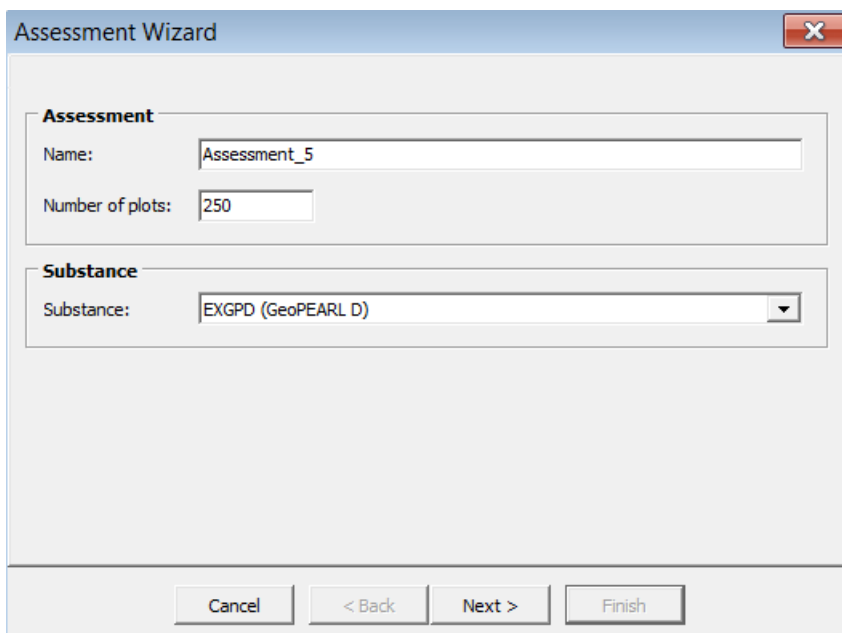 Assessment Wizard
Assessment
Name: Assessment_5
Number of plots: 250
Substance
Substance: EXGPD (GeoPEARL D)
Cancel < Back Next > Finish